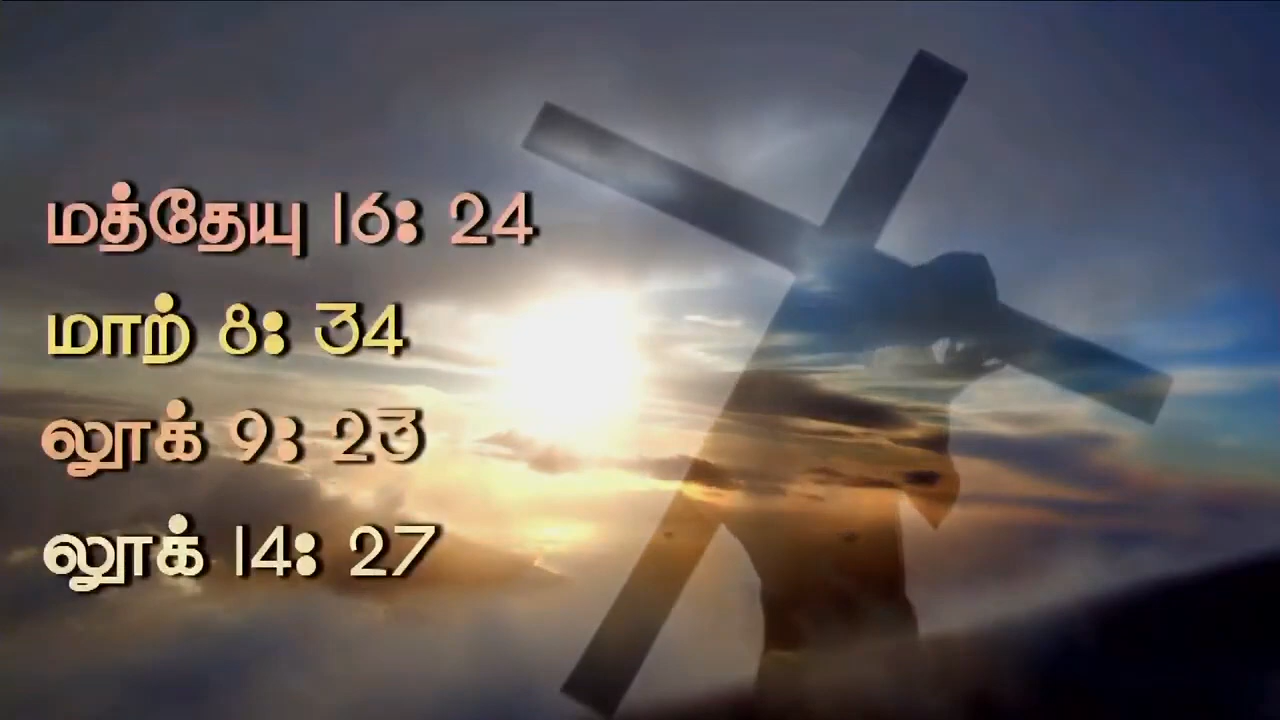 மத்தேயு 16: 24
மாற் 8: 34
லூக் 9: 23
லூக் 14: 27